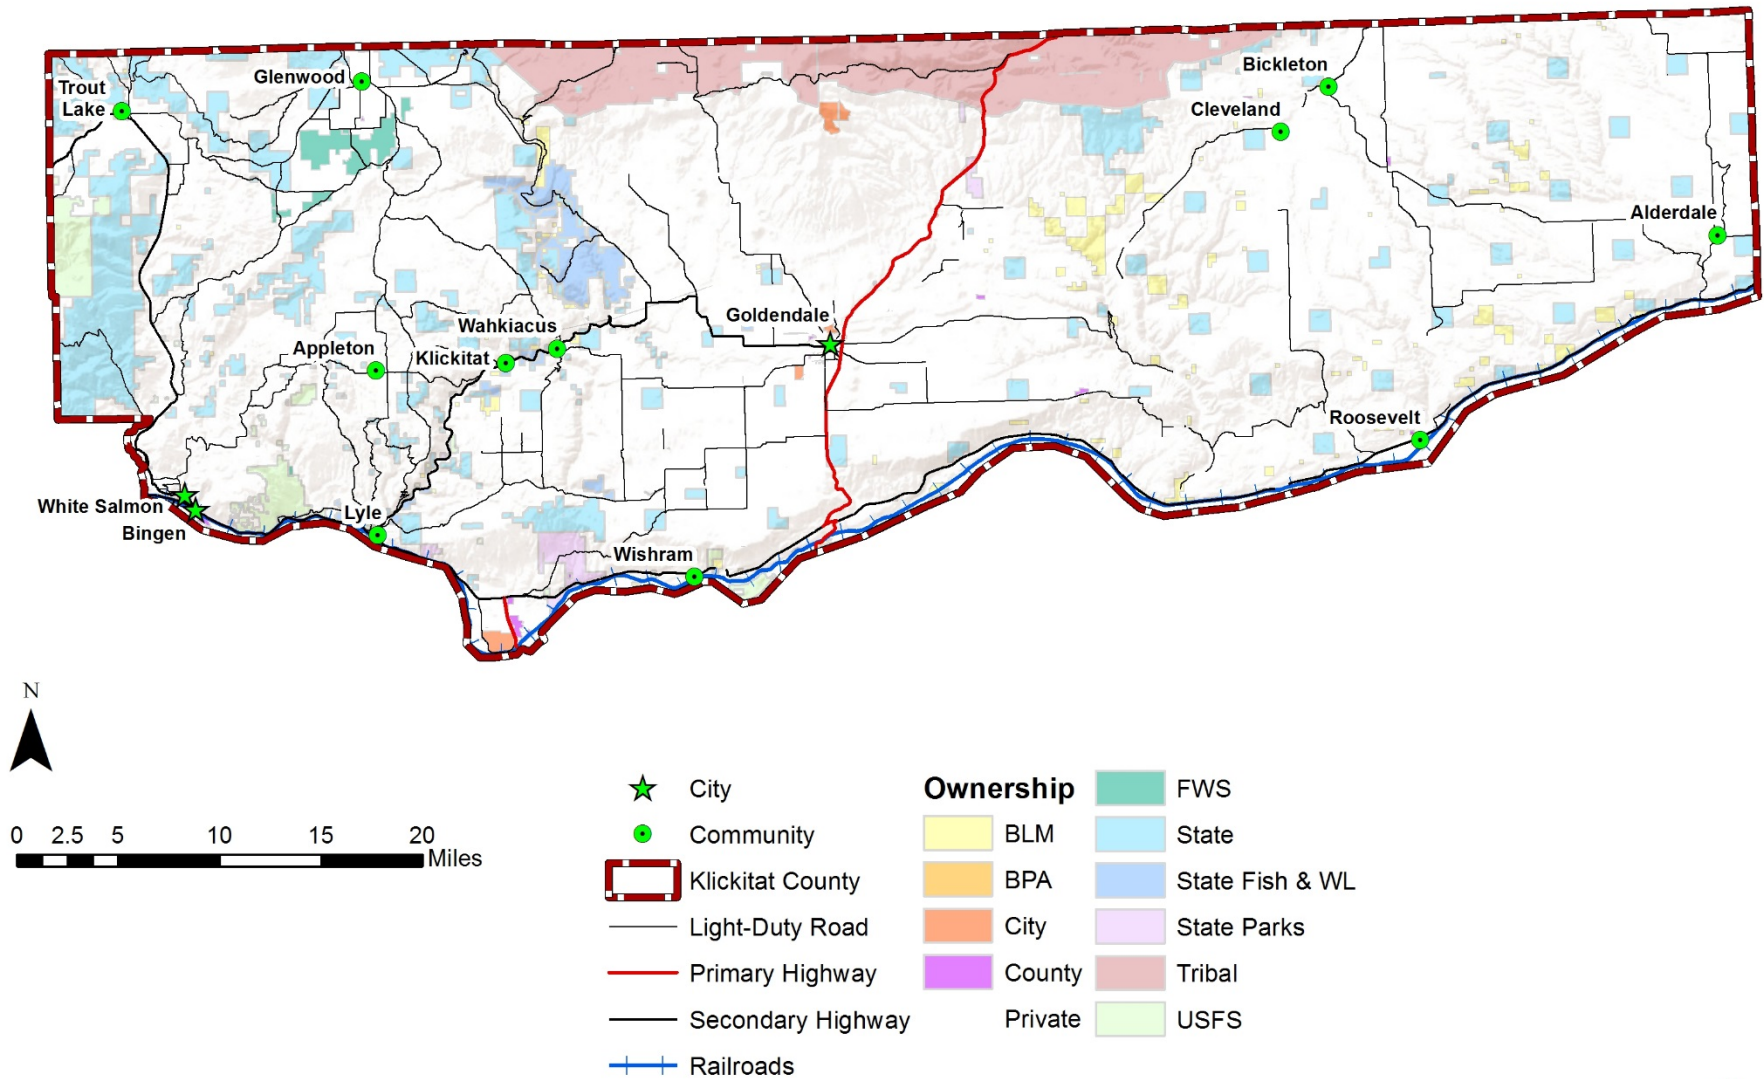 Glenwood
Trout
Lake
Bickleton
Cleveland
Alderdale
Goldendale
Wahkiacus
Appleton
Klickitat
Roosevelt
White Salmon
Bingen
Lyle
Wishram
N
0 2.5 5 10 15 20
Miles
City
Community
Klickitat County
Light-Duty Road
Primary Highway
Secondary Highway
Railroads
Ownership
BLM
BPA
City
County
Private
FWS
State
State Fish & WL
State Parks
Tribal
USFS